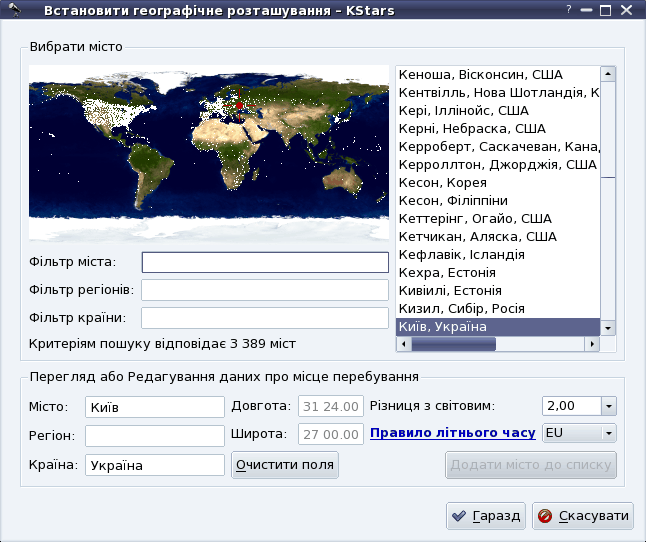 Встановити географічне розташування – KStars
Вибрати місто
Кеноша, Вісконсин, США
Кентвілль, Нова Шотландія, К
Кері, Іллінойс, США
Керні, Небраска, США
Керроберт, Саскачеван, Кана
Керроллтон, Джорджія, США
Кесон, Корея
Кесон, Філіппіни
Кеттерінг, Огайо, США
Кетчикан, Аляска, США
Кефлавік, Ісландія
Кехра, Естонія
Кивіілі, Естонія
Кизил, Сибір, Росія
Київ, Україна
Фільтр міста:
Фільтр регіонів:
Фільтр країни:
Критеріям пошуку відповідає 3 389 міст
Перегляд або Редагування даних про місце перебування
Місто: Київ Довгота: 31 24.00 Різниця з світовим: 2,00
Регіон: Широта: 27 00.00 Правило літнього часу EU
Країна: Україна Очистити поля Додати місто до списку
Гаразд Скасувати